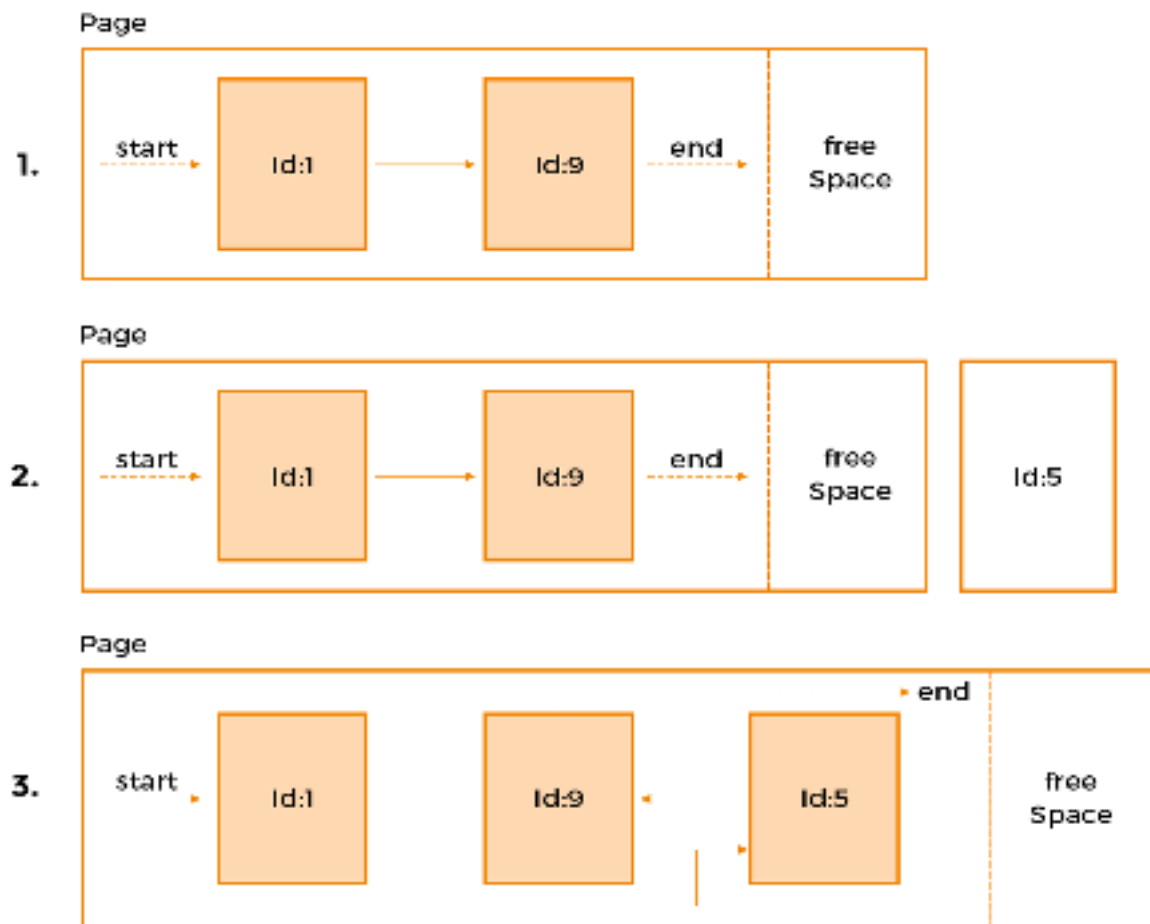 Page
1.
start
Id:1
Id:9
end
free
Space
Page
2.
start
Id:1
Id:9
end
free
Space
Id:5
Page
3.
start
Id:1
Id:9
Id:5
end
free
Space